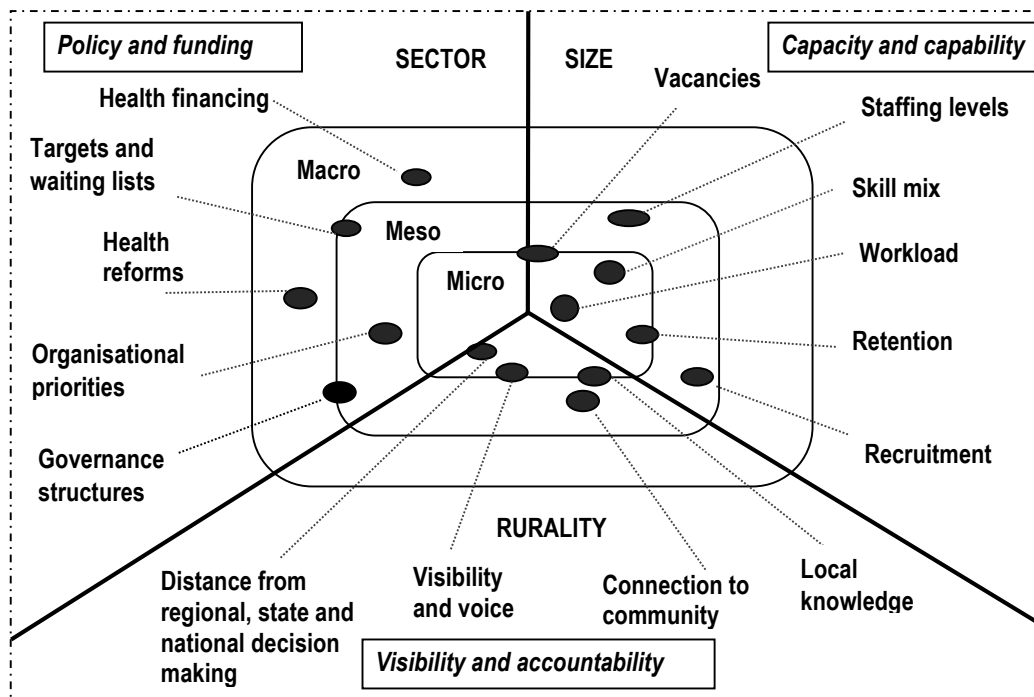 Policy and funding
SECTOR
SIZE
Capacity and capability
Health financing
Vacancies
Staffing levels
Targets and
waiting lists
Macro
Skill mix
Meso
Health
reforms
Workload
Micro
Organisational
priorities
Retention
Governance
structures
Recruitment
RURALITY
Distance from
regional, state and
national decision
making
Visibility
and voice
Connection to
community
Local
knowledge
Visibility and accountability